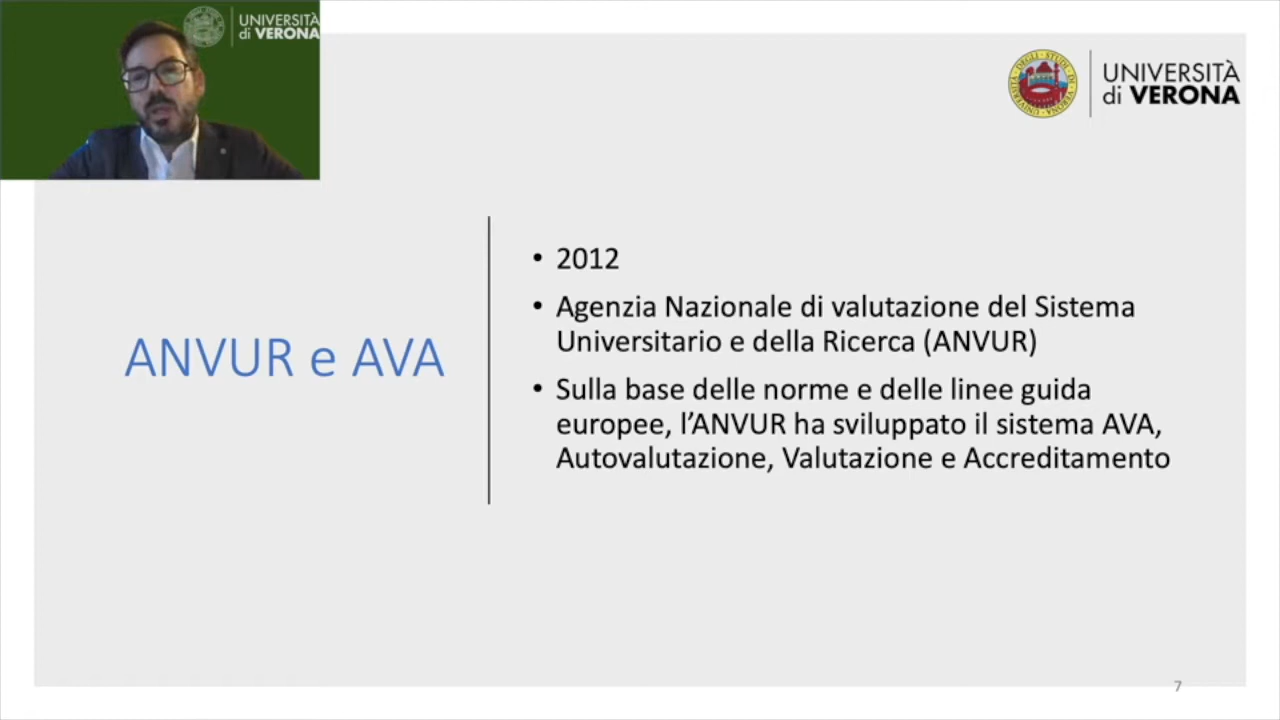 UNIVERSITÀ
di VERONA
UNIVERSITÀ
di VERONA
ANVUR e AVA
• 2012
• Agenzia Nazionale di valutazione del Sistema
Universitario e della Ricerca (ANVUR)
• Sulla base delle norme e delle linee guida
europee, l’ANVUR ha sviluppato il sistema AVA,
Autovalutazione, Valutazione e Accreditamento
7